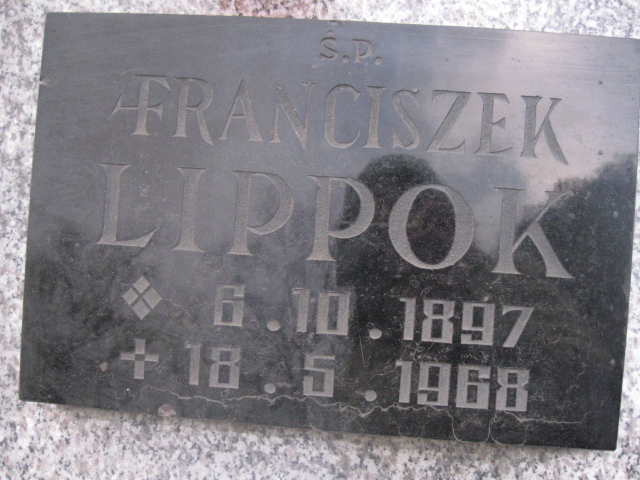 Ś.P.
FRANCISZEK
LIPPOK
6.10.1897
18.5.1968